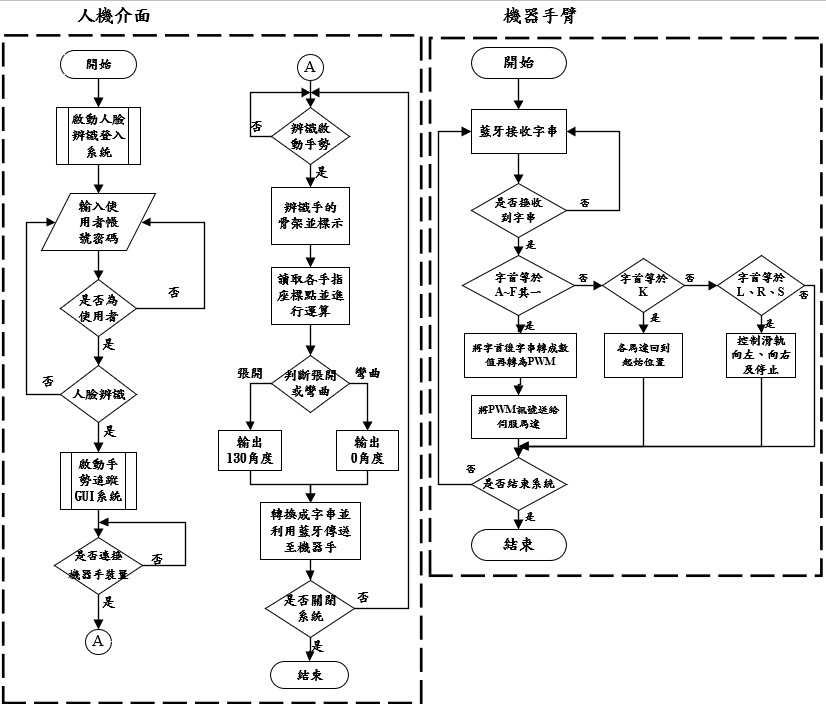 人機介面
開始
啟動人臉
辨識登入
系統
輸入使
用者帳
號密碼
是否為
使用者
否
是
人臉辨識
否
是
啟動手
勢追蹤
GUI系統
是否連接
機器手裝置
否
是
A
A
辨識啟
動手勢
否
是
辨識手的
骨架並標示
讀取各手指
座標點並進
行運算
判斷張開
或彎曲
張開
彎曲
輸出
130角度
輸出
0角度
轉換成字串並
利用藍牙傳送
至機器手
是否關閉
系統
否
是
結束
機器手臂
開始
藍牙接收字串
是否接收
到字串
否
是
字首等於
A~F其一
否
是
字首等於
K
否
是
字首等於
L、R、S
否
是
將字首後字串轉成數
值再轉為PWM
各馬達回到
起始位置
控制滑軌
向左、向右
及停止
將PWM訊號送給
伺服馬達
是否結束系統
否
是
結束